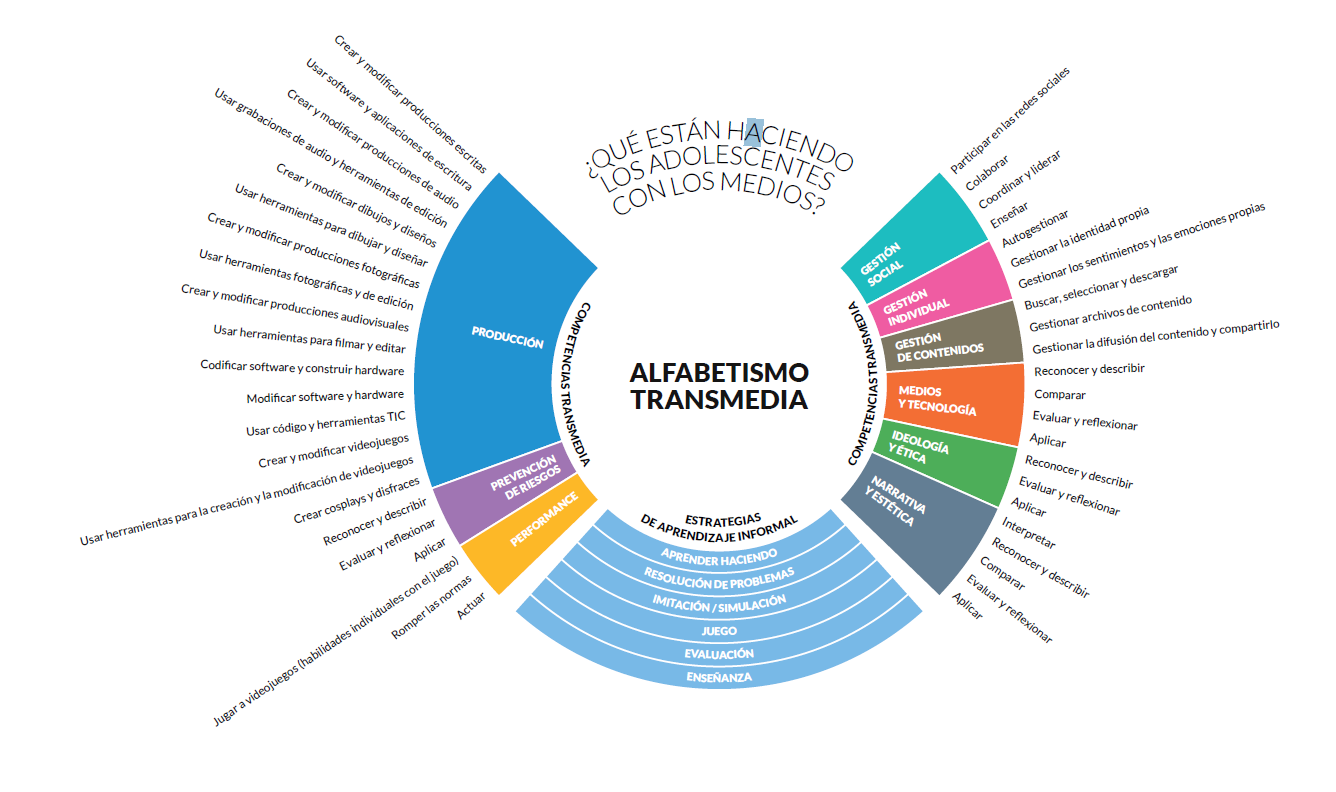 ¿QUÉ ESTÁN HACIENDO
LOS ADOLESCENTES
CON LOS MEDIOS?
ALFABETISMO
TRANSMEDIA
COMPETENCIAS TRANSMEDIA
PRODUCCIÓN
Crear y modificar producciones escritas
Usar software y aplicaciones de escritura
Crear y modificar producciones de audio
Usar grabaciones de audio y herramientas de edición
Crear y modificar dibujos y diseños
Usar herramientas para dibujar y diseñar
Crear y modificar producciones fotográficas
Usar herramientas fotográficas y de edición
Crear y modificar producciones audiovisuales
Usar herramientas para filmar y editar
Codificar software y construir hardware
Modificar software y hardware
Usar código y herramientas TIC
Crear y modificar videojuegos
Usar herramientas para la creación y la modificación de videojuegos
Crear cosplays y disfraces
PREVENCIÓN
DE RIESGOS
Reconocer y describir
Evaluar y reflexionar
Aplicar
PERFORMANCE
Jugar a videojuegos (habilidades individuales con el juego)
Romper las normas
Actuar
COMPETENCIAS TRANSMEDIA
GESTIÓN
SOCIAL
Participar en las redes sociales
Colaborar
Coordinar y liderar
Enseñar
GESTIÓN
INDIVIDUAL
Autogestionar
Gestionar la identidad propia
Gestionar los sentimientos y las emociones propias
GESTIÓN
DE CONTENIDOS
Buscar, seleccionar y descargar
Gestionar archivos de contenido
Gestionar la difusión del contenido y compartirlo
MEDIOS
Y TECNOLOGÍA
Reconocer y describir
Comparar
Evaluar y reflexionar
Aplicar
IDEOLOGÍA
Y ÉTICA
Reconocer y describir
Evaluar y reflexionar
Aplicar
NARRATIVA
Y ESTÉTICA
Interpretar
Reconocer y describir
Comparar
Evaluar y reflexionar
Aplicar
ESTRATEGIAS
DE APRENDIZAJE INFORMAL
APRENDER HACIENDO
RESOLUCIÓN DE PROBLEMAS
IMITACIÓN / SIMULACIÓN
JUEGO
EVALUACIÓN
ENSEÑANZA